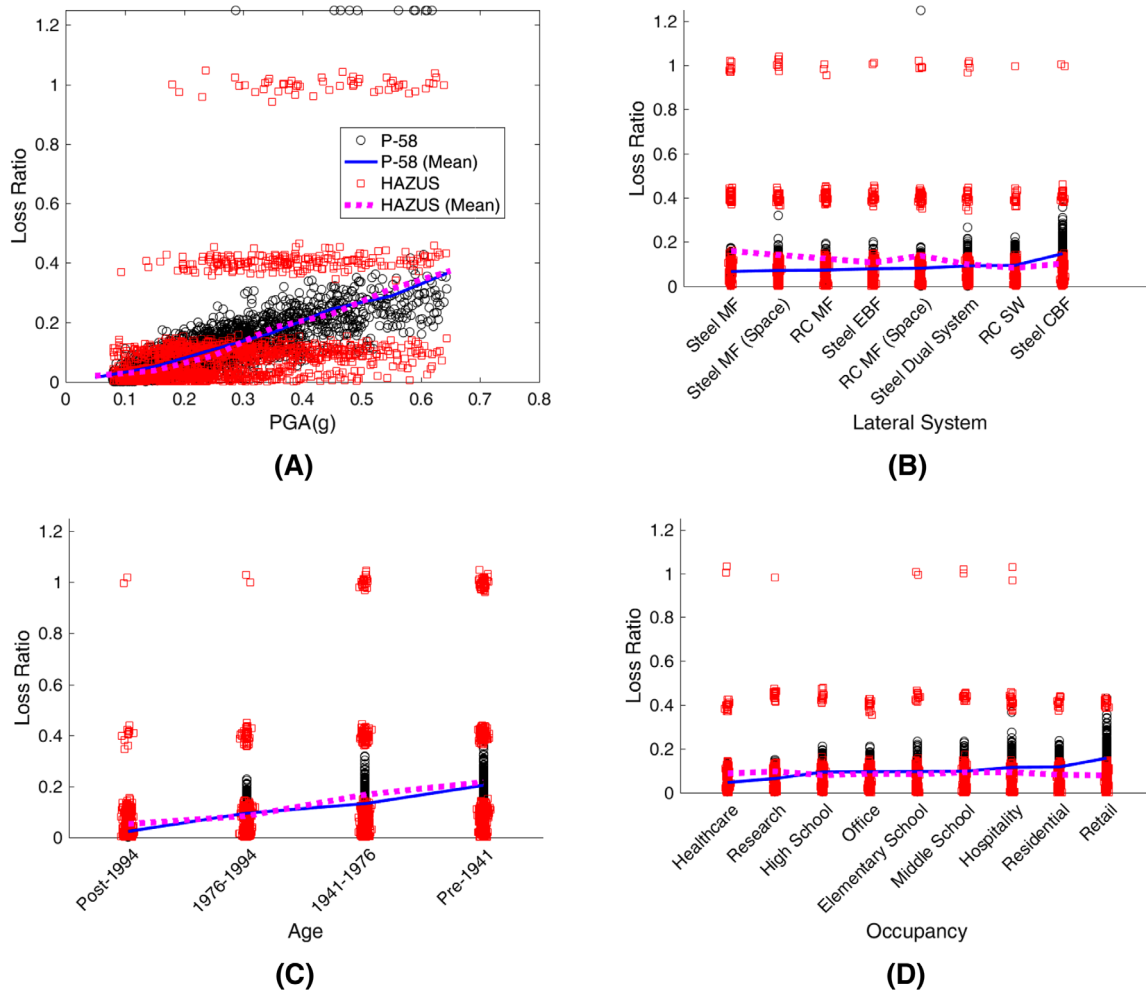 1.2
1
0.8
0.6
0.4
0.2
0
Loss Ratio
P-58
P-58 (Mean)
HAZUS
HAZUS (Mean)
0 0.1 0.2 0.3 0.4 0.5 0.6 0.7 0.8
PGA(g)
(A)
1.2
1
0.8
0.6
0.4
0.2
0
Loss Ratio
Steel MF
Steel MF (Space)
RC MF
Steel EBF
RC MF (Space)
Steel Dual System
RC SW
Steel CBF
Lateral System
(B)
1.2
1
0.8
0.6
0.4
0.2
0
Loss Ratio
Post-1994
1976-1994
1941-1976
Pre-1941
Age
(C)
1.2
1
0.8
0.6
0.4
0.2
0
Loss Ratio
Healthcare
Research
High School
Office
Elementary School
Middle School
Hospitality
Residential
Retail
Occupancy
(D)